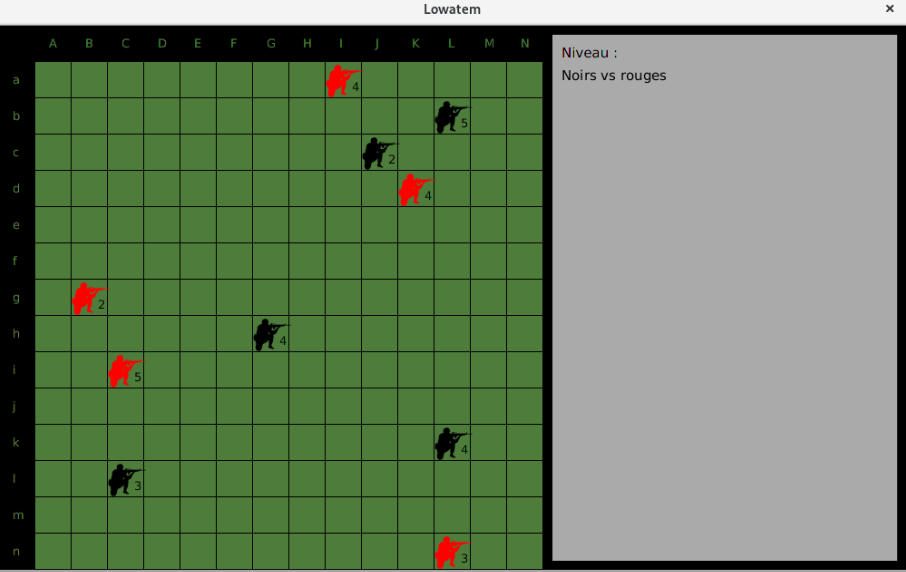 Lowatem
×
A B C D E F G H I J K L M N
Niveau :
Noirs vs rouges
a 4
b 5
c 2
d 4
e
f
g 2
h 4
i 5
j
k 4
l 3
m
n 3